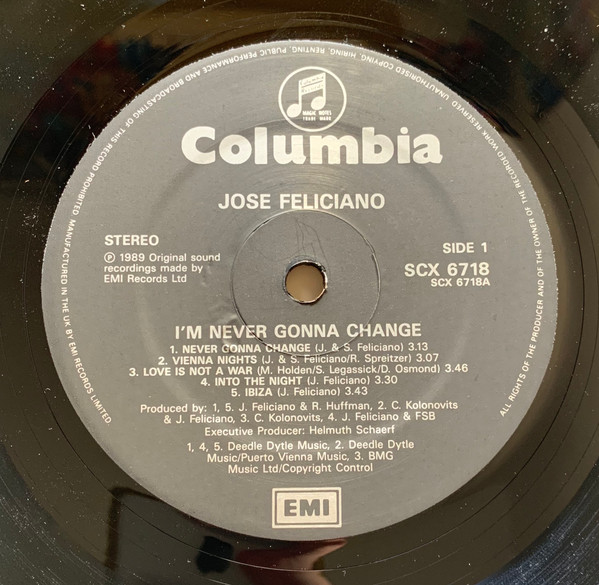 MANUFACTURED IN THE UK BY EMI RECORDS LIMITED. ALL RIGHTS OF THE PRODUCER AND OF THE OWNER OF THE RECORDED WORK RESERVED. UNAUTHORISED COPYING, HIRING, RENTING, PUBLIC PERFORMANCE AND BROADCASTING OF THIS RECORD PROHIBITED
MAGIC NOTES
TRADE MARK
Columbia
JOSE FELICIANO
STEREO
℗ 1989 Original sound
recordings made by
EMI Records Ltd
SIDE 1
SCX 6718
SCX 6718A
I'M NEVER GONNA CHANGE
1. NEVER GONNA CHANGE (J. & S. Feliciano) 3.13
2. VIENNA NIGHTS (J. & S. Feliciano/R. Spreitzer) 3.07
3. LOVE IS NOT A WAR (M. Holden/S. Legassick/D. Osmond) 3.46
4. INTO THE NIGHT (J. Feliciano) 3.30
5. IBIZA (J. Feliciano) 3.43
Produced by: 1, 5. J. Feliciano & R. Huffman, 2. C. Kolonovits
& J. Feliciano, 3. C. Kolonovits, 4. J. Feliciano & FSB
Executive Producer: Helmuth Schaerf
1, 4, 5. Deedle Dytle Music, 2. Deedle Dytle
Music/Puerto Vienna Music, 3. BMG
Music Ltd/Copyright Control
EMI